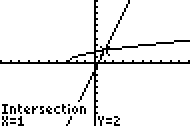 Intersection
X=1 Y=2